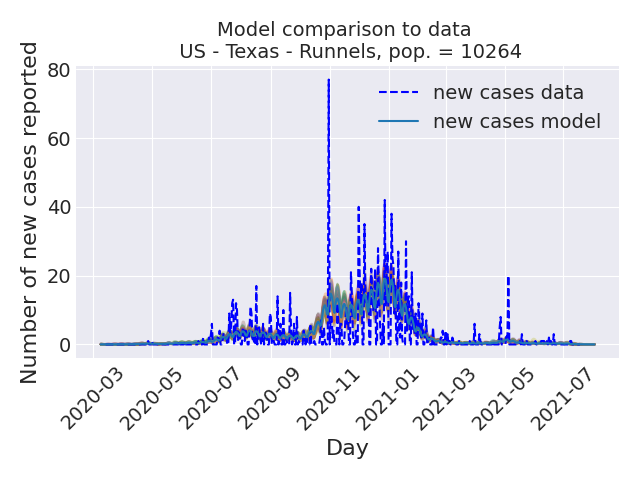 Model comparison to data
US - Texas - Runnels, pop. = 10264
Number of new cases reported
80
60
40
20
0
new cases data
new cases model
2020-03
2020-05
2020-07
2020-09
2020-11
2021-01
2021-03
2021-05
2021-07
Day